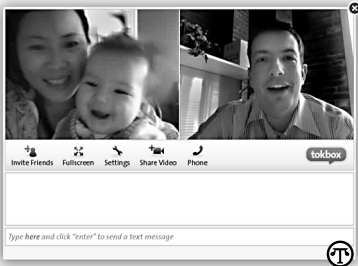 Invite Friends Fullscreen Settings Share Video Phone tokbox
Type here and click "enter" to send a text message